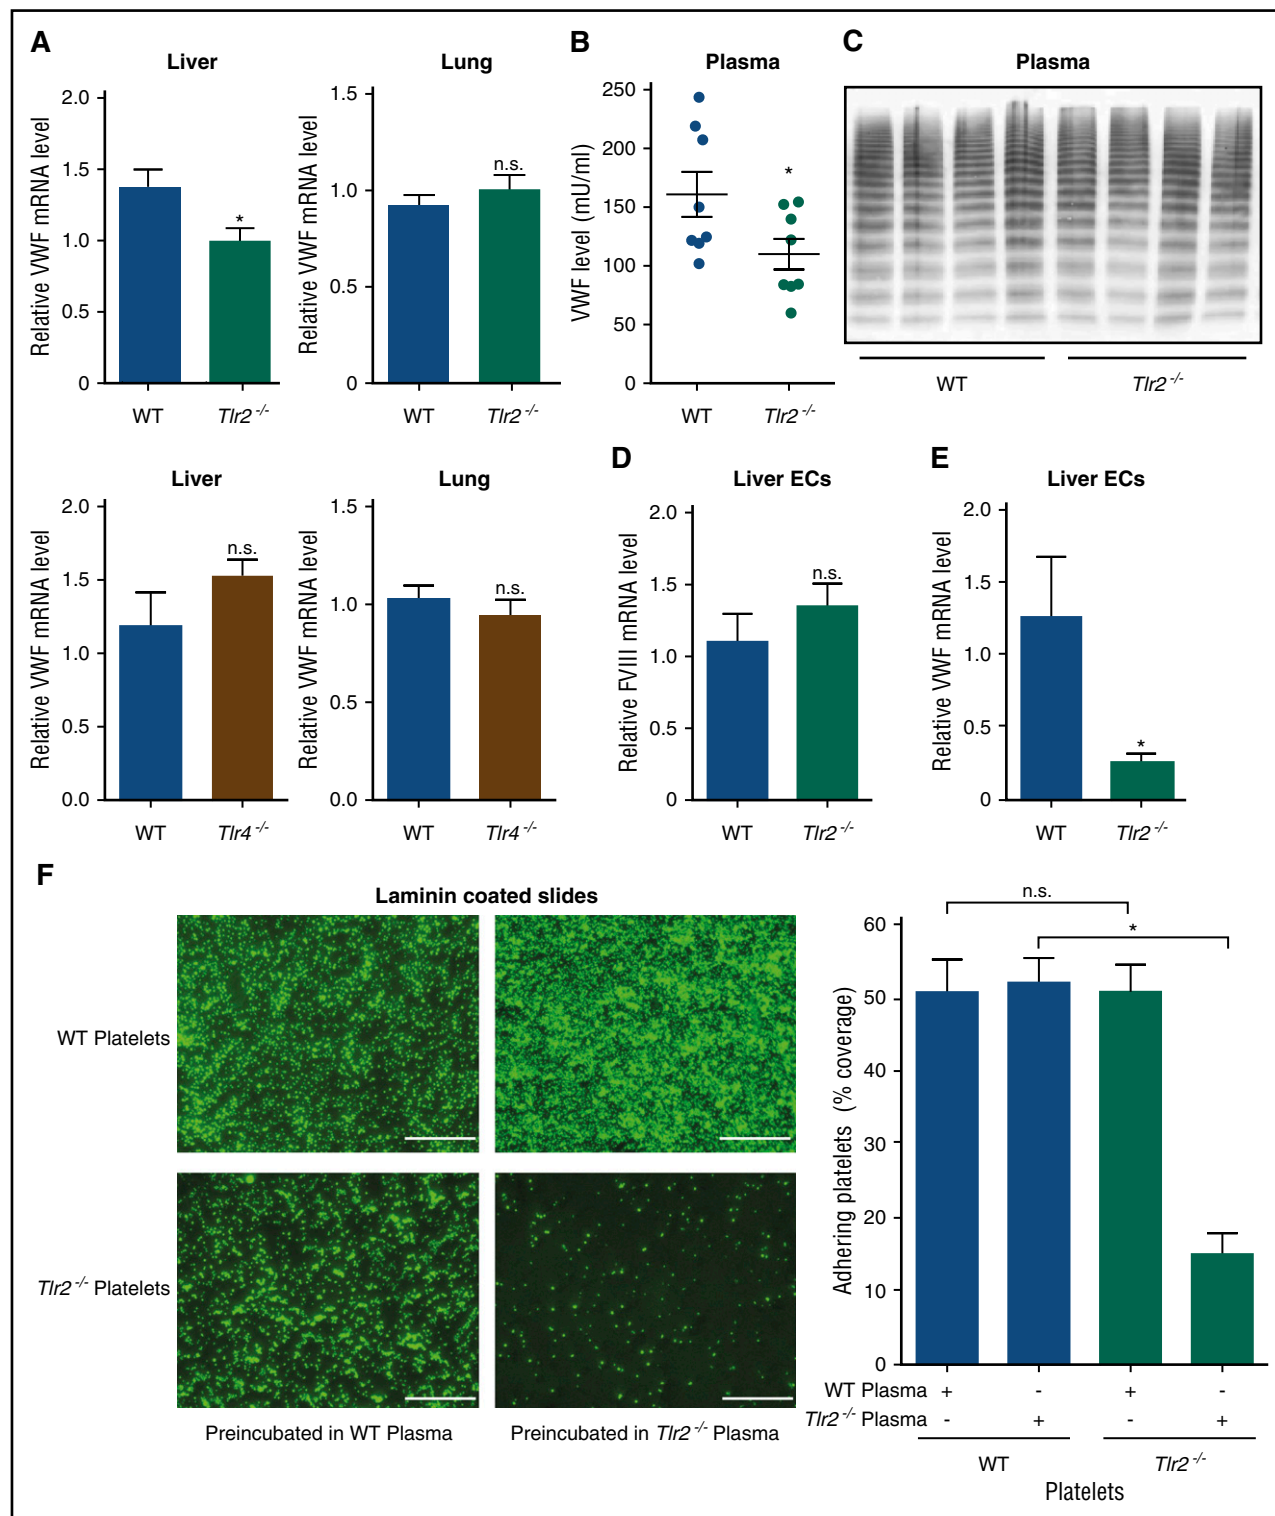 A
Liver
Relative VWF mRNA level
2.0
1.5
1.0
0.5
0
*
WT
Tlr2 -/-
Lung
Relative VWF mRNA level
1.5
1.0
0.5
0
n.s.
WT
Tlr2 -/-
B
Plasma
VWF level (mU/ml)
250
200
150
100
50
0
*
WT
Tlr2 -/-
C
Plasma
WT
Tlr2 -/-
Liver
Relative VWF mRNA level
2.0
1.5
1.0
0.5
0.0
n.s.
WT
Tlr4 -/-
Lung
Relative VWF mRNA level
1.5
1.0
0.5
0.0
n.s.
WT
Tlr4 -/-
D
Liver ECs
Relative FVIII mRNA level
2.0
1.5
1.0
0.5
0
n.s.
WT
Tlr2 -/-
E
Liver ECs
Relative VWF mRNA level
2.0
1.5
1.0
0.5
0
*
WT
Tlr2 -/-
F
Laminin coated slides
WT Platelets
Tlr2 -/- Platelets
Preincubated in WT Plasma
Preincubated in Tlr2 -/- Plasma
Adhering platelets (% coverage)
60
50
40
30
20
10
0
n.s.
*
WT Plasma + - + -
Tlr2 -/- Plasma - + - +
WT
Tlr2 -/-
Platelets